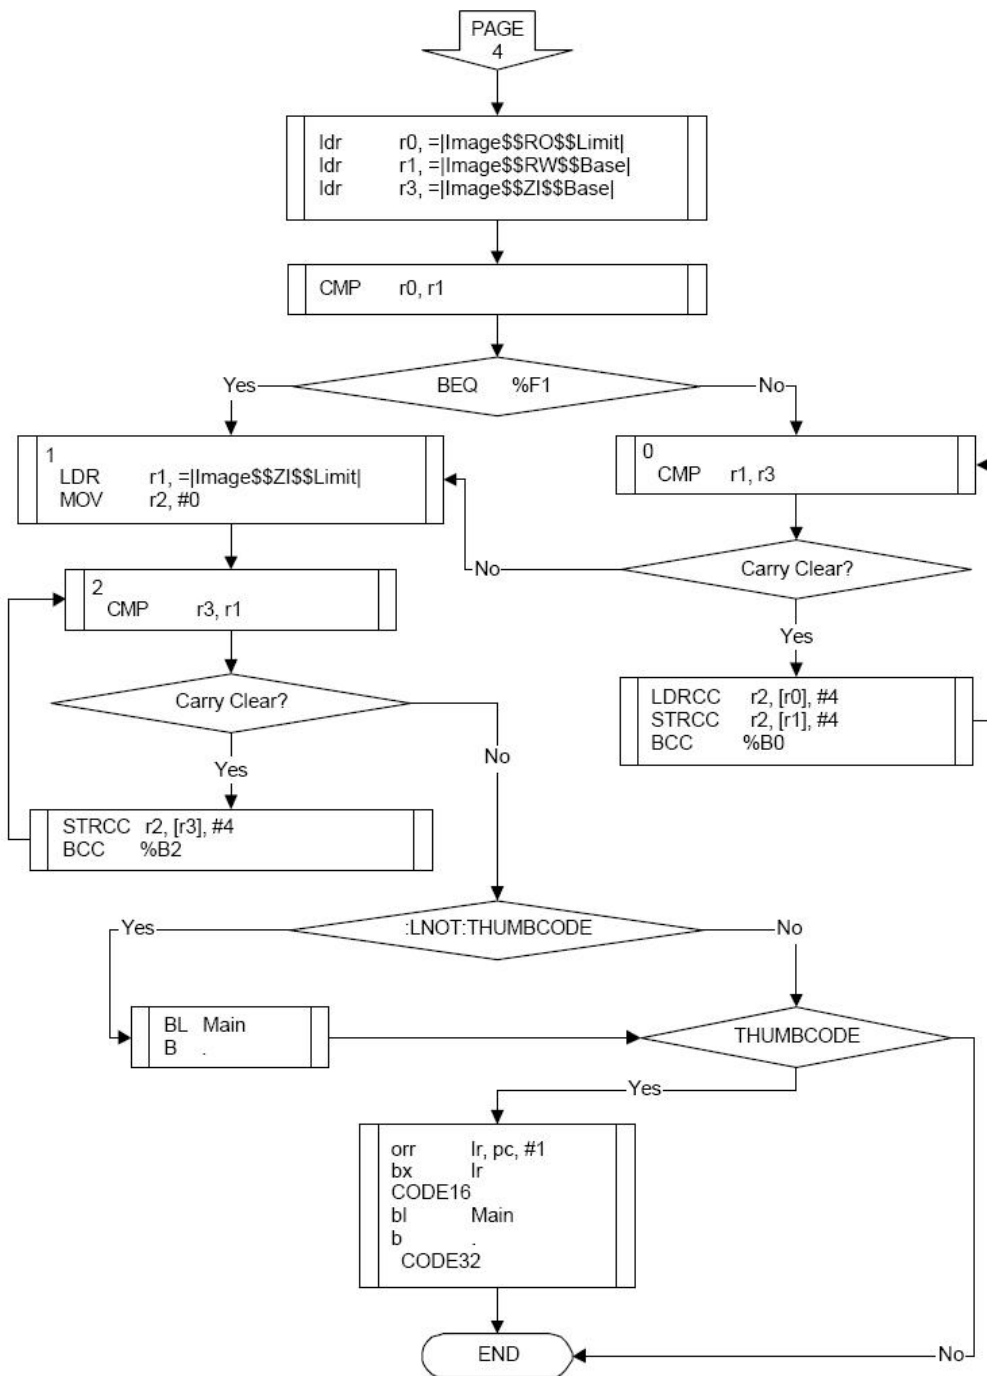 PAGE
4
ldr r0, =|Image$$RO$$Limit|
ldr r1, =|Image$$RW$$Base|
ldr r3, =|Image$$ZI$$Base|
CMP r0, r1
BEQ %F1
Yes
No
1
LDR r1, =|Image$$ZI$$Limit|
MOV r2, #0
0
CMP r1, r3
Carry Clear?
No
Yes
2
CMP r3, r1
Carry Clear?
LDRCC r2, [r0], #4
STRCC r2, [r1], #4
BCC %B0
No
Yes
STRCC r2, [r3], #4
BCC %B2
:LNOT:THUMBCODE
Yes
No
BL Main
B .
THUMBCODE
Yes
orr lr, pc, #1
bx lr
CODE16
bl Main
b .
CODE32
END
No